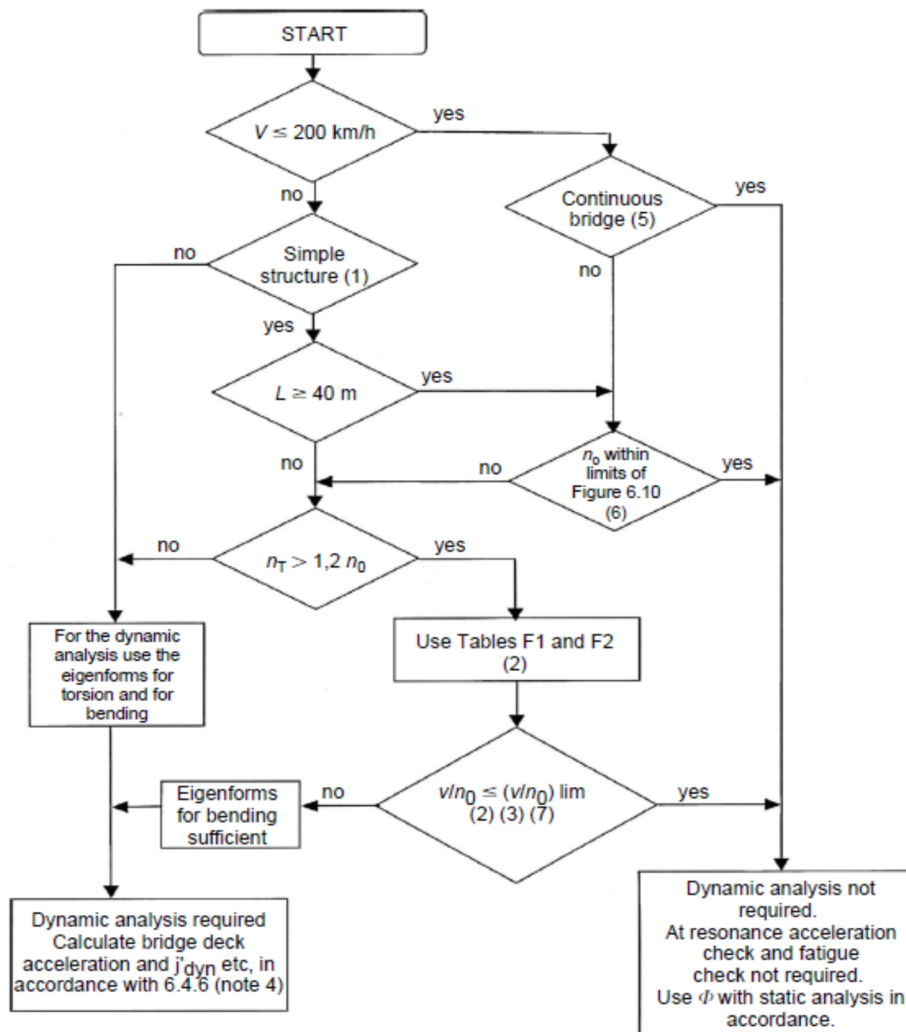 START
V ≤ 200 km/h
yes
no
Continuous
bridge (5)
yes
no
Simple
structure (1)
no
yes
L ≥ 40 m
yes
no
n₀ within
limits of
Figure 6.10
(6)
no
yes
n_T > 1,2 n₀
no
yes
For the dynamic
analysis use the
eigenforms for
torsion and for
bending
Use Tables F1 and F2
(2)
v/n₀ ≤ (v/n₀) lim
(2) (3) (7)
no
yes
Eigenforms
for bending
sufficient
Dynamic analysis required
Calculate bridge deck
acceleration and j'dyn etc, in
accordance with 6.4.6 (note 4)
Dynamic analysis not
required.
At resonance acceleration
check and fatigue
check not required.
Use Φ with static analysis in
accordance.